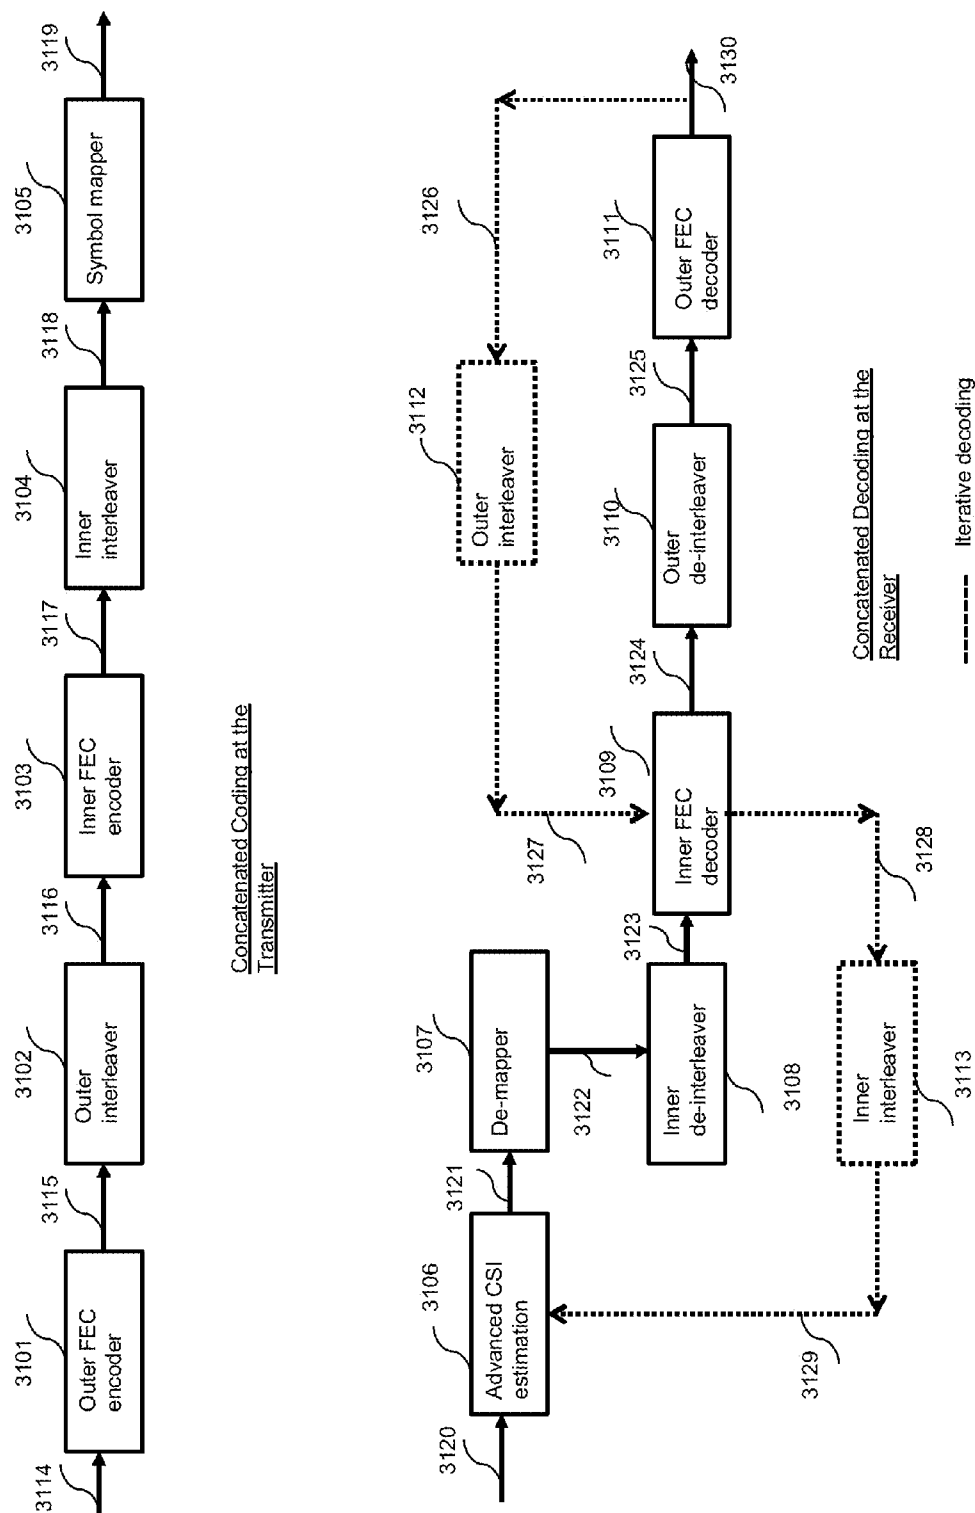 3114
3101
Outer FEC
encoder
3115
3102
Outer
interleaver
3116
3103
Inner FEC
encoder
3117
3104
Inner
interleaver
3118
3105
Symbol mapper
3119
Concatenated Coding at the
Transmitter
3120
3106
Advanced CSI
estimation
3121
3107
De-mapper
3122
3108
Inner
de-interleaver
3123
3109
Inner FEC
decoder
3124
3110
Outer
de-interleaver
3125
3111
Outer FEC
decoder
3130
3126
3112
Outer
interleaver
3127
3128
3113
Inner
interleaver
3129
Concatenated Decoding at the
Receiver
Iterative decoding